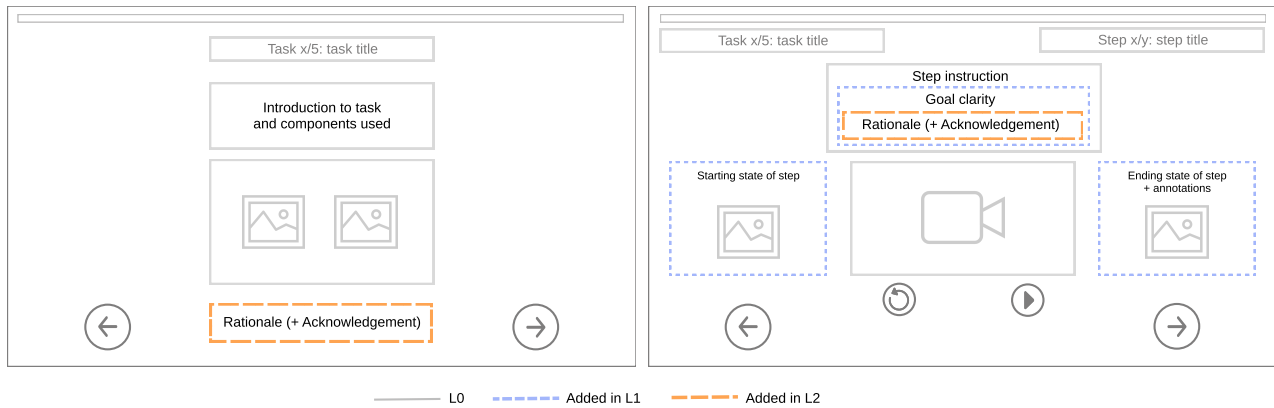 Task x/5: task title
Introduction to task
and components used
Rationale (+ Acknowledgement)
Task x/5: task title
Step x/y: step title
Step instruction
Goal clarity
Rationale (+ Acknowledgement)
Starting state of step
Ending state of step
+ annotations
L0
Added in L1
Added in L2